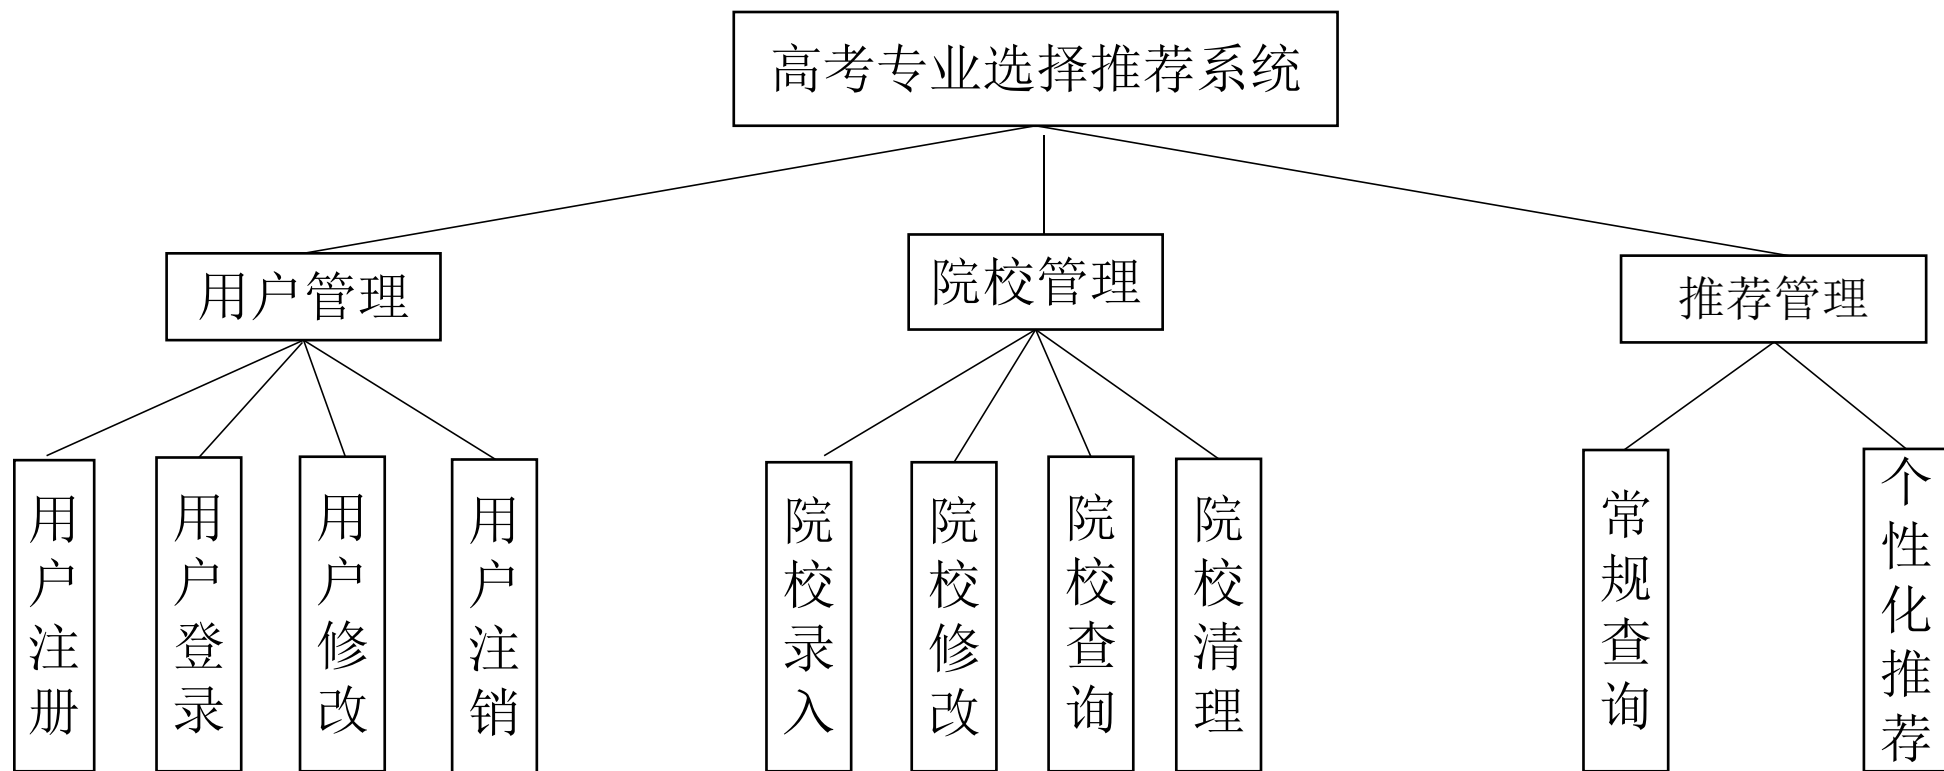 高考专业选择推荐系统
用户管理
院校管理
推荐管理
用户注册
用户登录
用户修改
用户注销
院校录入
院校修改
院校查询
院校清理
常规查询
个性化推荐